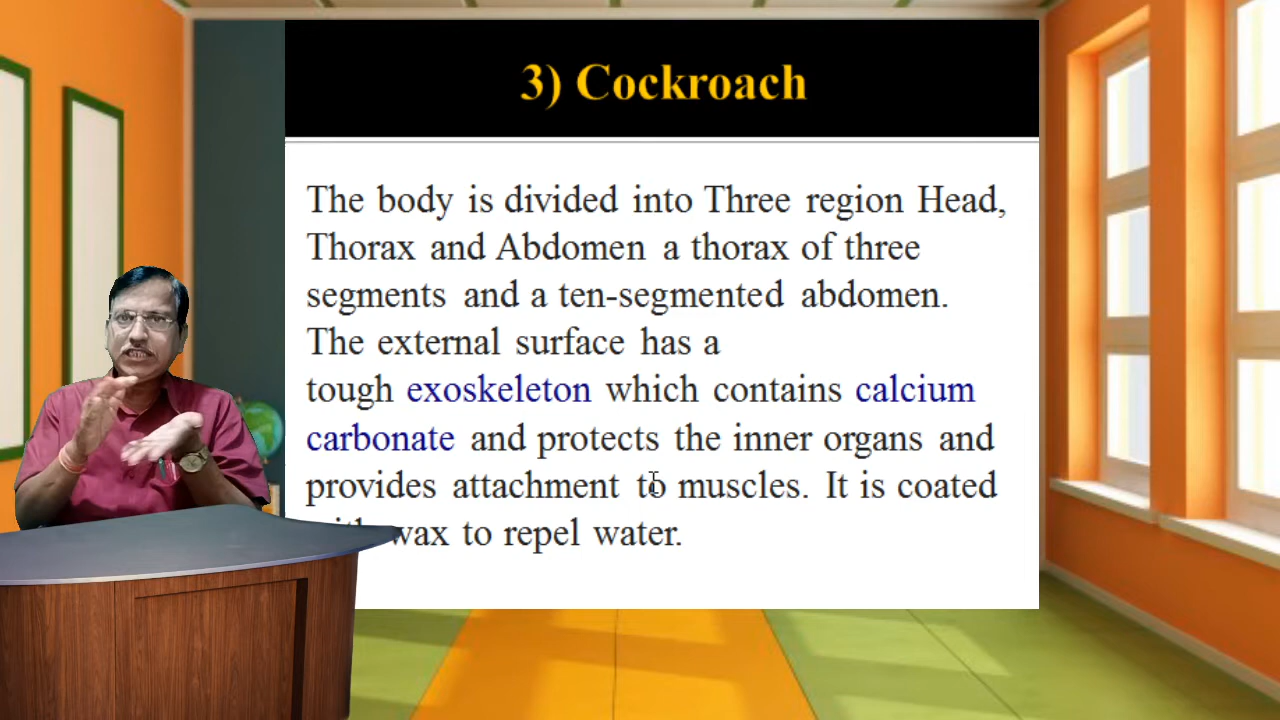 3) Cockroach
The body is divided into Three region Head,
Thorax and Abdomen a thorax of three
segments and a ten-segmented abdomen.
The external surface has a
tough exoskeleton which contains calcium
carbonate and protects the inner organs and
provides attachment to muscles. It is coated
wax to repel water.